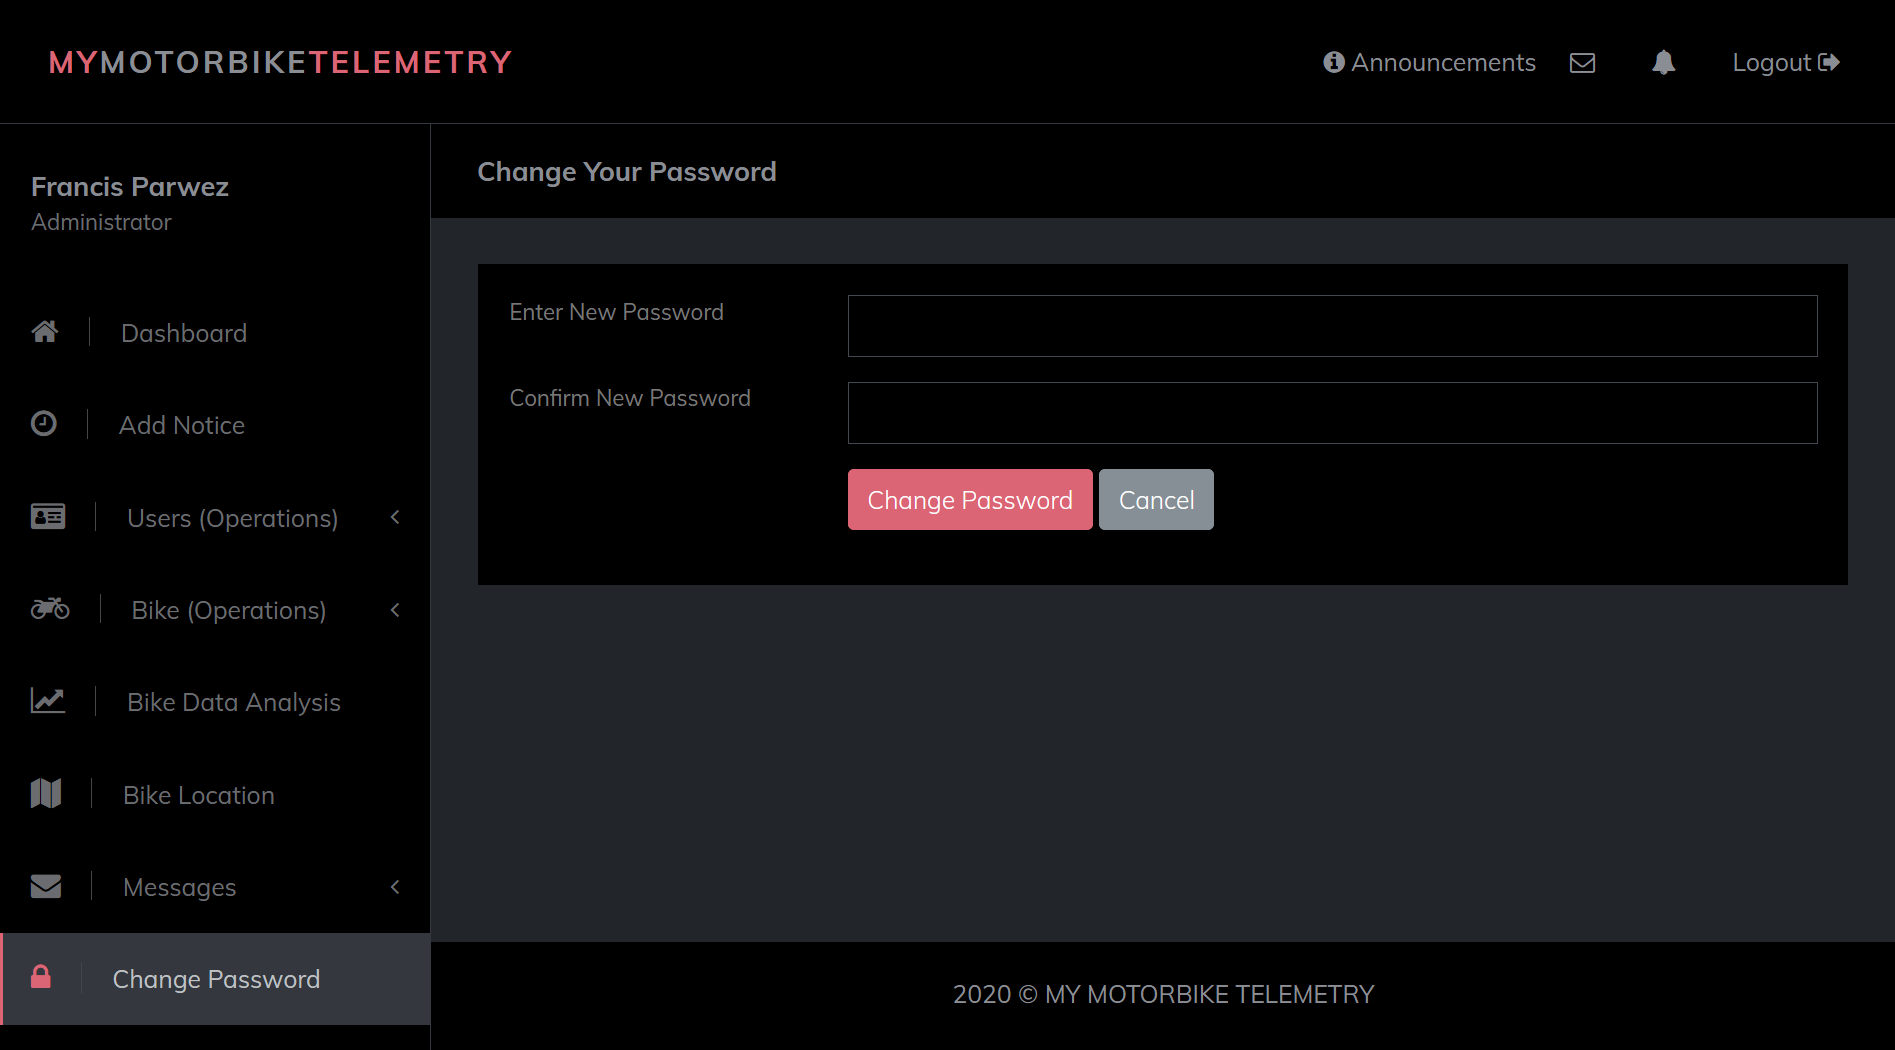 MYMOTORBIKETELEMETRY
Announcements
Logout
Francis Parwez
Administrator
Dashboard
Add Notice
Users (Operations)
Bike (Operations)
Bike Data Analysis
Bike Location
Messages
Change Password
Change Your Password
Enter New Password
Confirm New Password
Change Password Cancel
2020 © MY MOTORBIKE TELEMETRY